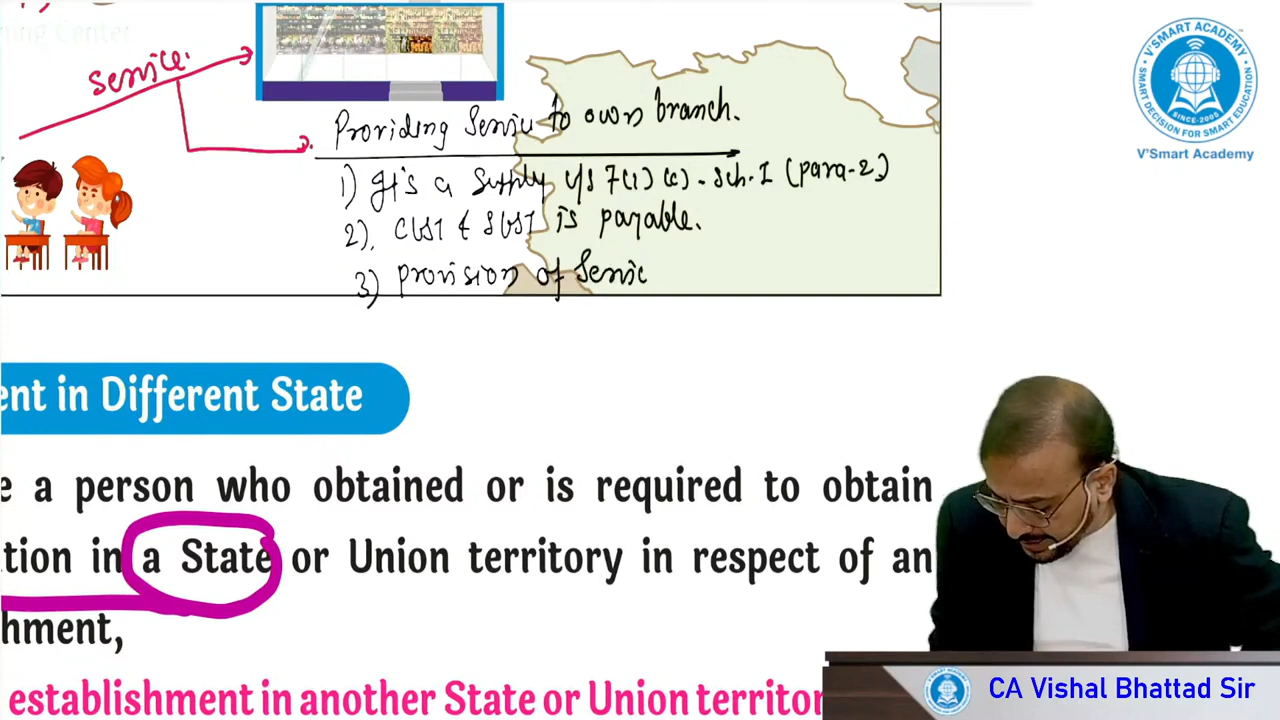 ning Center
Service.
Providing Service to own branch.
1) It's a supply u/s 7(1)(c) - Sch. I (para-2)
2). CGST & SGST is payable.
3) provision of Servic
V'SMART ACADEMY
SMART DECISION FOR SMART EDUCATION
SINCE-2005
V'Smart Academy
ent in Different State
e a person who obtained or is required to obtain
tion in a State or Union territory in respect of an
hment,
establishment in another State or Union territor
CA Vishal Bhattad Sir